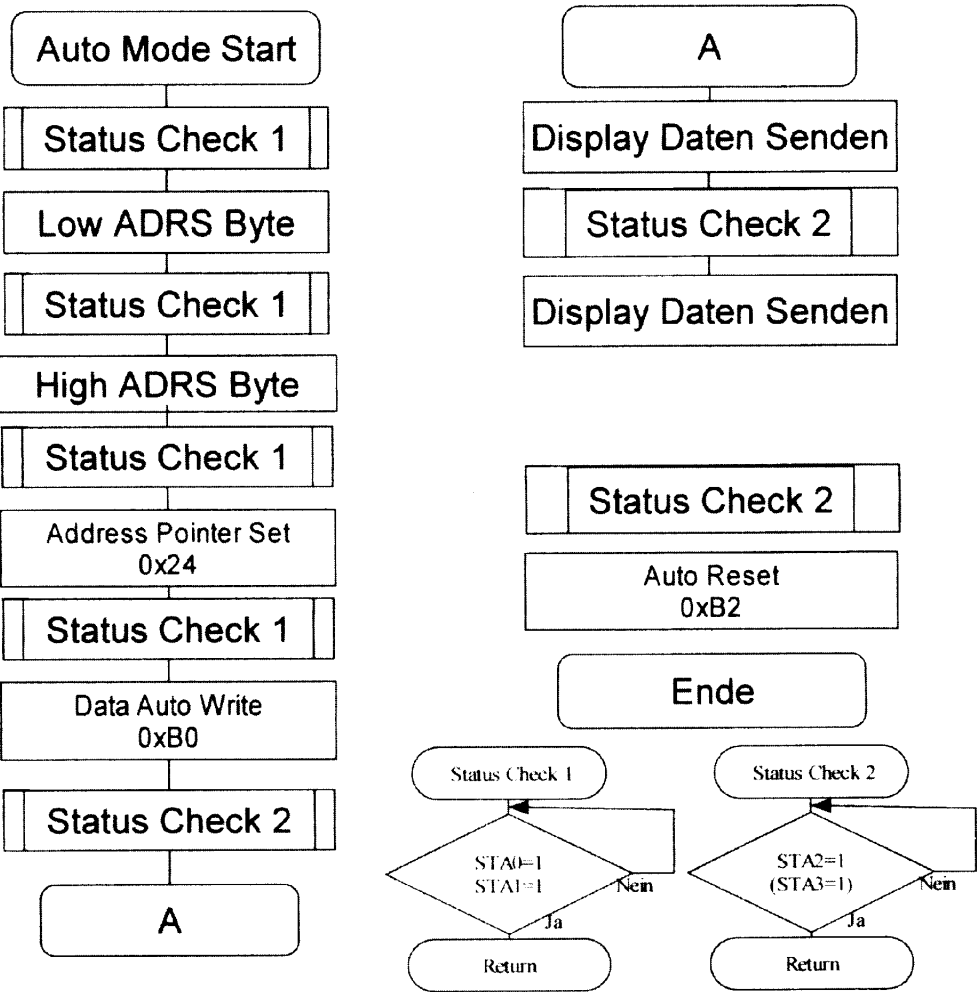 Auto Mode Start
Status Check 1
Low ADRS Byte
Status Check 1
High ADRS Byte
Status Check 1
Address Pointer Set
0x24
Status Check 1
Data Auto Write
0xB0
Status Check 2
A
A
Display Daten Senden
Status Check 2
Display Daten Senden
Status Check 2
Auto Reset
0xB2
Ende
Status Check 1
STA0=1
STA1=1
Nein
Ja
Return
Status Check 2
STA2=1
(STA3=1)
Nein
Ja
Return